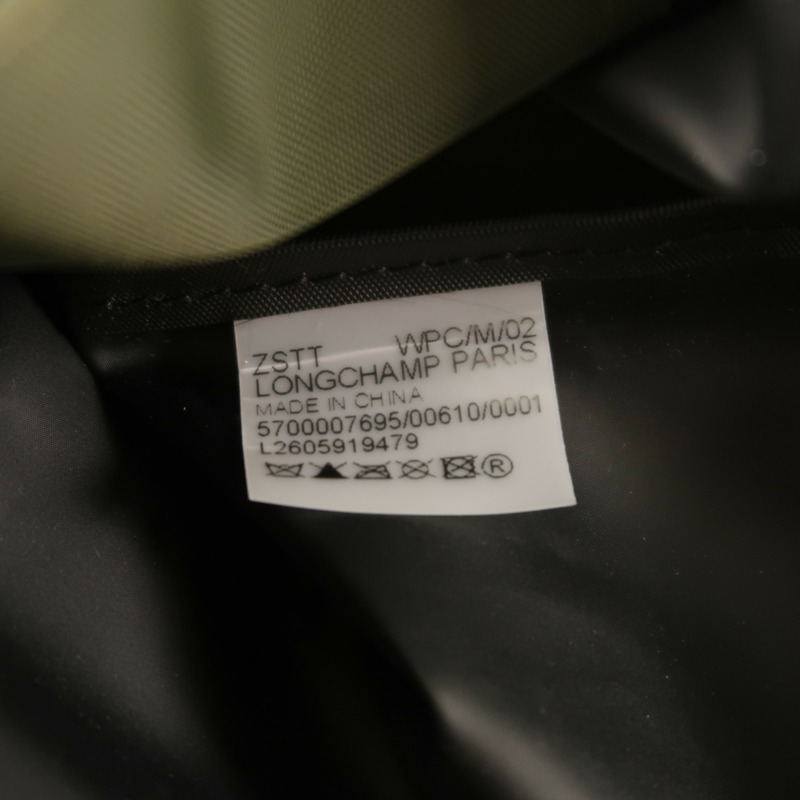 ZSTT WPC/M/02
LONGCHAMP PARIS
MADE IN CHINA
5700007695/00610/0001
L2605919479
®